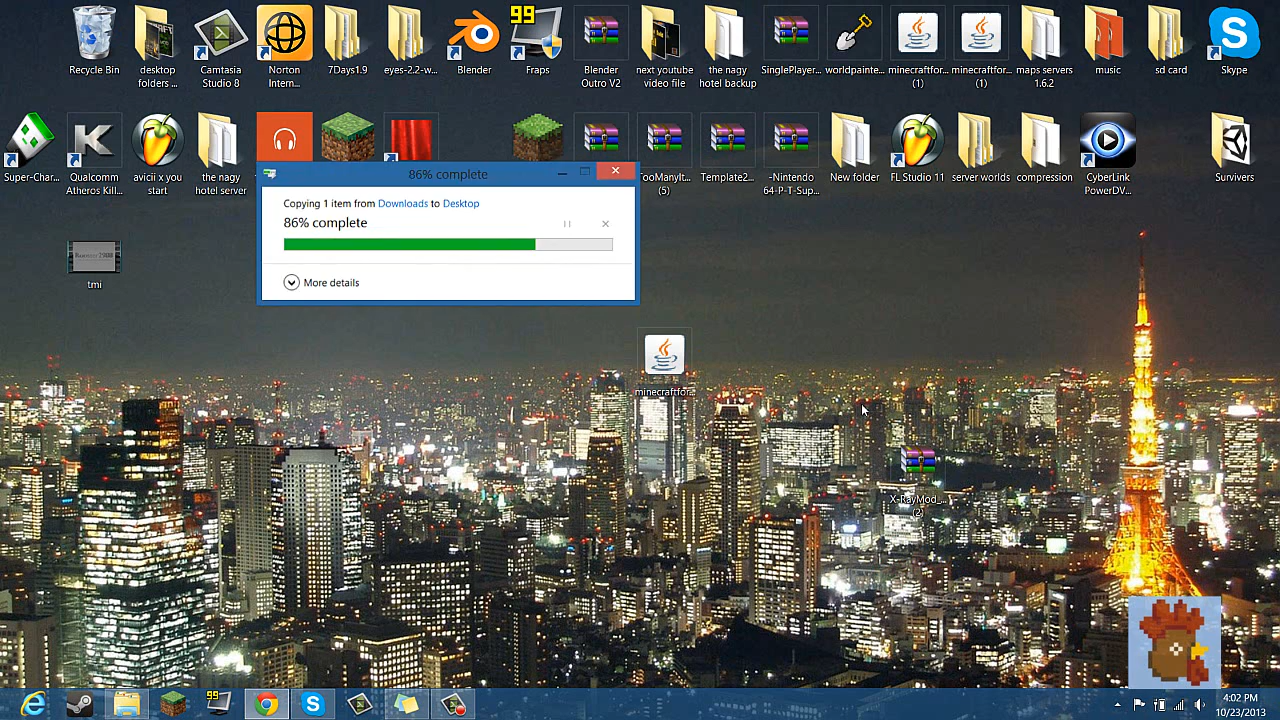 99
Recycle Bin
desktop
folders ...
Camtasia
Studio 8
Norton
Intern...
7Days1.9
eyes-2.2-w...
Blender
Fraps
Blender
Outro V2
next youtube
video file
the nagy
hotel backup
SinglePlayer...
worldpainte...
minecraftfor...
(1)
minecraftfor...
(1)
maps servers
1.6.2
music
sd card
Skype
Super-Char...
Qualcomm
Atheros Kill...
avicii x you
start
the nagy
hotel server
ooManyIt...
(5)
Template2...
-Nintendo
64-P-T-Sup...
New folder
FL Studio 11
server worlds
compression
CyberLink
PowerDV...
Survivers
86% complete
Copying 1 item from Downloads to Desktop
86% complete
More details
tmi
minecraftfor...
X-RayMod_...
(2)
99
4:02 PM
10/23/2013